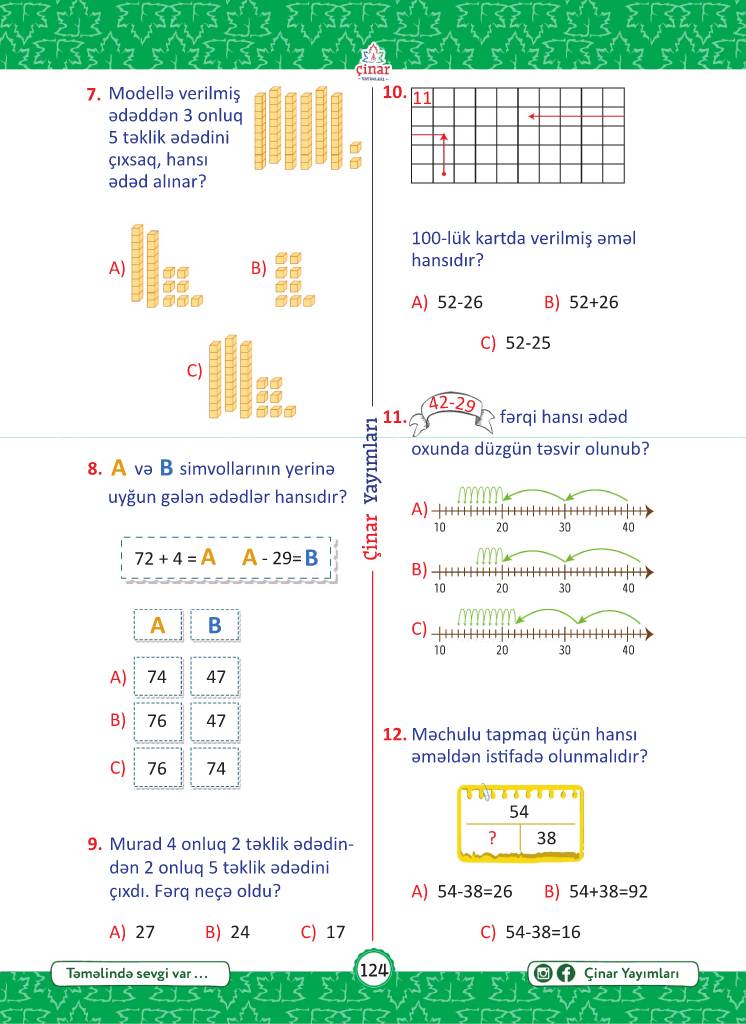 çinar
YAYIMLARI
7. Modellə verilmiş
ədəddən 3 onluq
5 təklik ədədini
çıxsaq, hansı
ədəd alınar?
A)
B)
C)
8. A və B simvollarının yerinə
uyğun gələn ədədlər hansıdır?
72 + 4 = A A - 29= B
A B
A) 74 47
B) 76 47
C) 76 74
9. Murad 4 onluq 2 təklik ədədin-
dən 2 onluq 5 təklik ədədini
çıxdı. Fərq neçə oldu?
A) 27 B) 24 C) 17
Çinar Yayımları
10. 11
100-lük kartda verilmiş əməl
hansıdır?
A) 52-26 B) 52+26
C) 52-25
11. 42-29 fərqi hansı ədəd
oxunda düzgün təsvir olunub?
A)
10 20 30 40
B)
10 20 30 40
C)
10 20 30 40
12. Məchulu tapmaq üçün hansı
əməldən istifadə olunmalıdır?
54
? 38
A) 54-38=26 B) 54+38=92
C) 54-38=16
Təməlində sevgi var ...
124
Çinar Yayımları